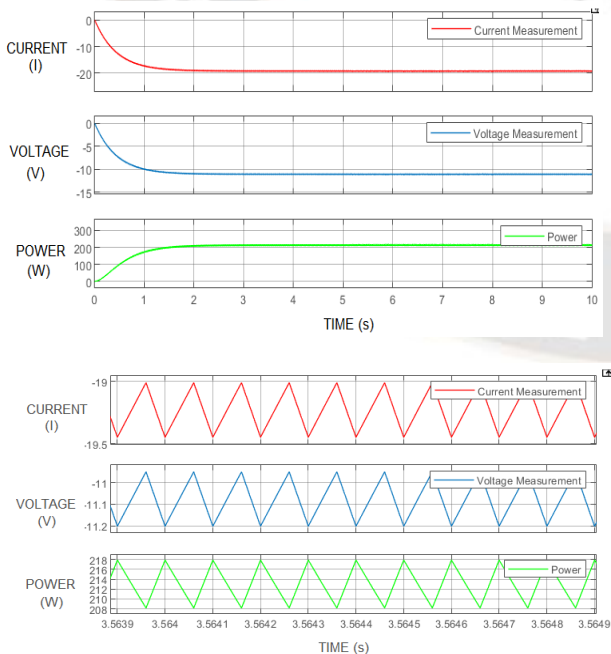 0
-10
-20
CURRENT
(I)
Current Measurement
0
-5
-10
-15
VOLTAGE
(V)
Voltage Measurement
300
200
100
0
POWER
(W)
Power
0 1 2 3 4 5 6 7 8 9 10
TIME (s)
-19
-19.5
CURRENT
(I)
Current Measurement
-11
-11.1
-11.2
VOLTAGE
(V)
Voltage Measurement
218
216
214
212
210
208
POWER
(W)
Power
3.5639 3.564 3.5641 3.5642 3.5643 3.5644 3.5645 3.5646 3.5647 3.5648 3.5649
TIME (s)